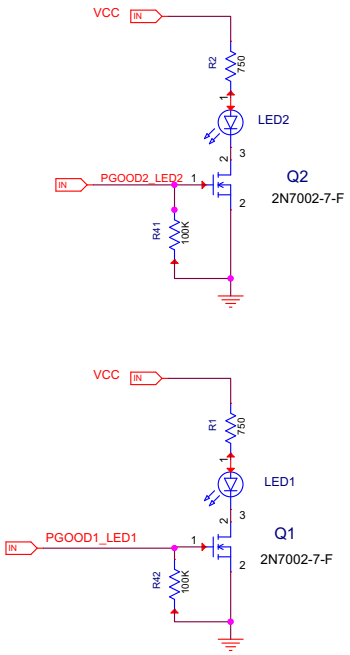 VCC
IN
R2
750
1
LED2
2
3
PGOOD2_LED2
IN
1
Q2
2N7002-7-F
2
R41
100K
VCC
IN
R1
750
1
LED1
2
3
PGOOD1_LED1
IN
1
Q1
2N7002-7-F
2
R42
100K